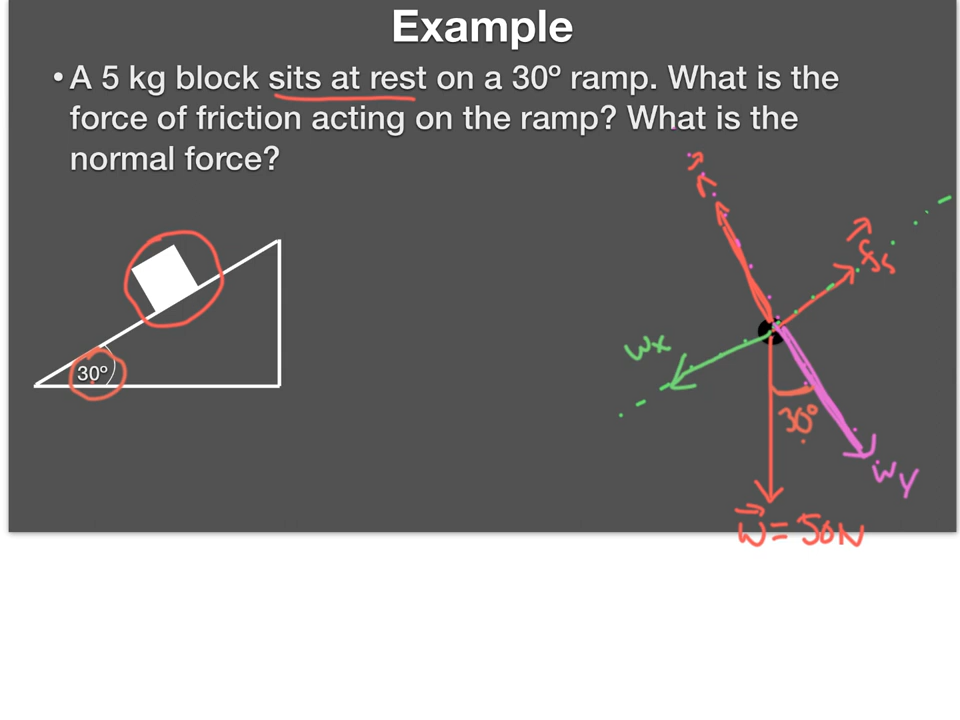 Example
• A 5 kg block sits at rest on a 30º ramp. What is the
force of friction acting on the ramp? What is the
normal force?
30º
fs
wx
30°
wy
w = 50N